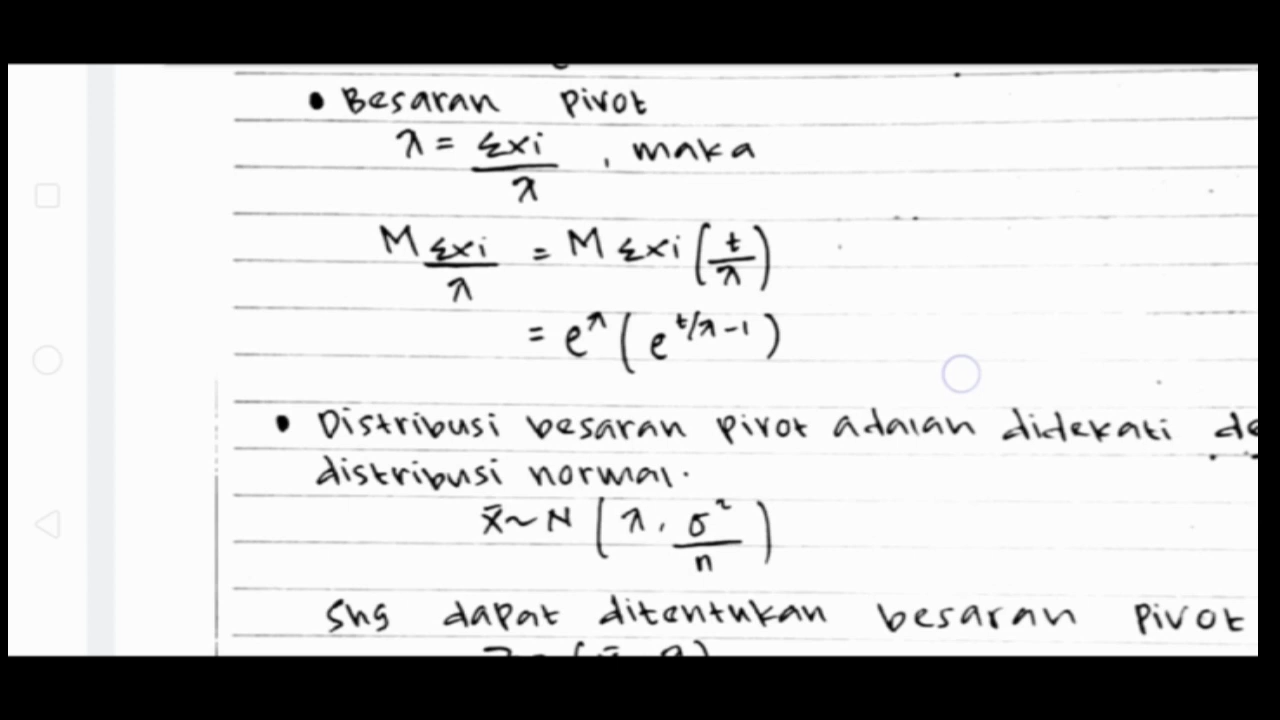 • Besaran pivot
λ = Σxi / λ , maka
M Σxi / λ = M Σxi (t / λ)
= e^λ (e^t/λ - 1)
• Distribusi besaran pivot adalah didekati de
distribusi normal.
x̄ ~ N (λ, σ² / n)
Shg dapat ditentukan besaran pivot